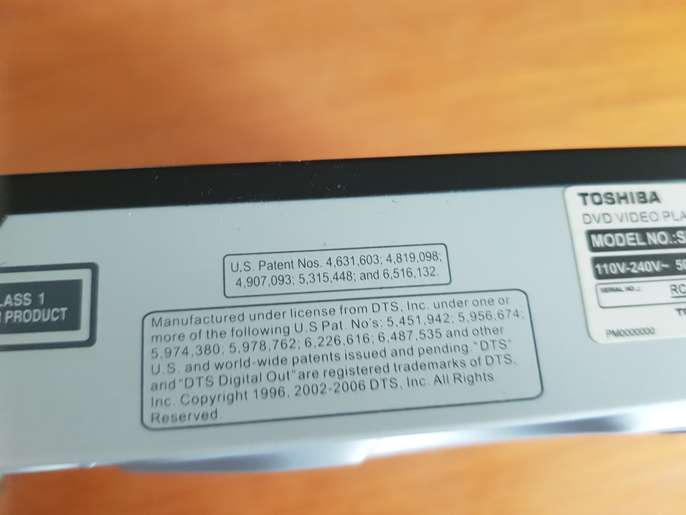 U.S. Patent Nos. 4,631,603; 4,819,098;
4,907,093; 5,315,448; and 6,516,132.
Manufactured under license from DTS, Inc. under one or
more of the following U.S Pat. No's: 5,451,942; 5,956,674;
5,974,380; 5,978,762; 6,226,616; 6,487,535 and other
U.S. and world-wide patents issued and pending "DTS"
and "DTS Digital Out" are registered trademarks of DTS,
Inc. Copyright 1996, 2002-2006 DTS, Inc. All Rights
Reserved.
CLASS 1
PRODUCT
TOSHIBA
DVD VIDEO PLA
MODEL NO.:S
110V-240V~ 50
SERIAL NO.: RC
PM0000000